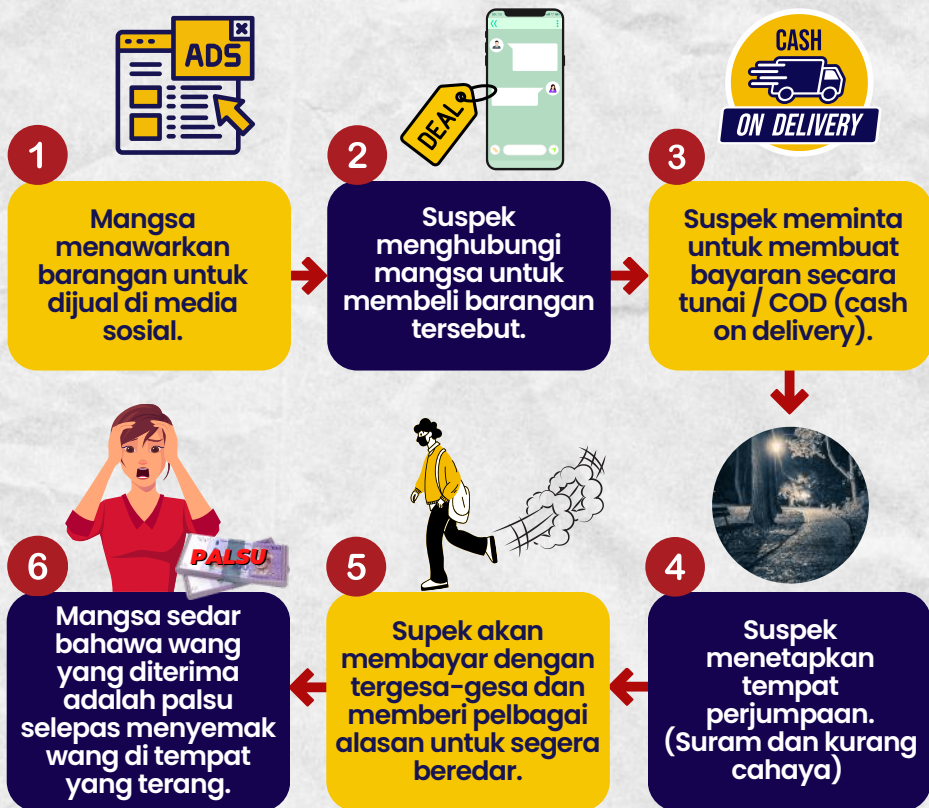 ADS
DEAL
CASH
ON DELIVERY
1
Mangsa
menawarkan
barangan untuk
dijual di media
sosial.
2
Suspek
menghubungi
mangsa untuk
membeli barangan
tersebut.
3
Suspek meminta
untuk membuat
bayaran secara
tunai / COD (cash
on delivery).
4
Suspek
menetapkan
tempat
perjumpaan.
(Suram dan kurang
cahaya)
5
Supek akan
membayar dengan
tergesa-gesa dan
memberi pelbagai
alasan untuk segera
beredar.
PALSU
6
Mangsa sedar
bahawa wang
yang diterima
adalah palsu
selepas menyemak
wang di tempat
yang terang.